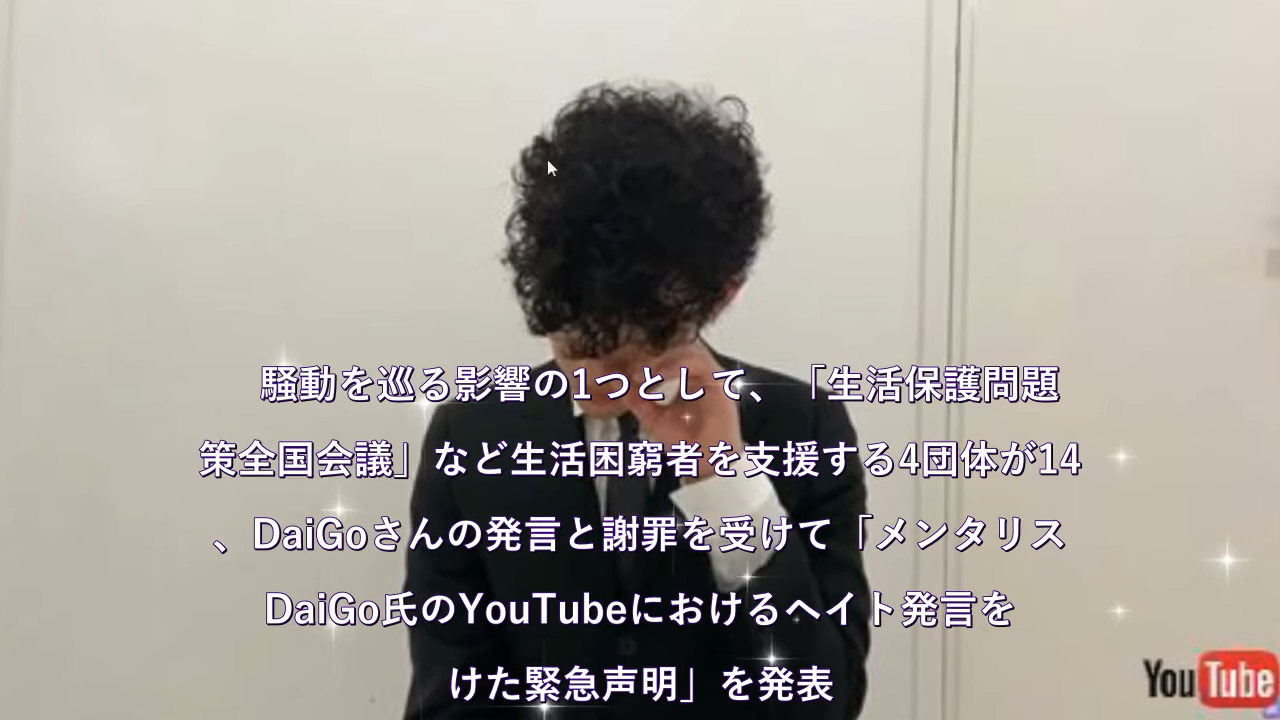 騒動を巡る影響の1つとして、「生活保護問題
策全国会議」など生活困窮者を支援する4団体が14
、DaiGoさんの発言と謝罪を受けて「メンタリス
DaiGo氏のYouTubeにおけるヘイト発言を
けた緊急声明」を発表
YouTube